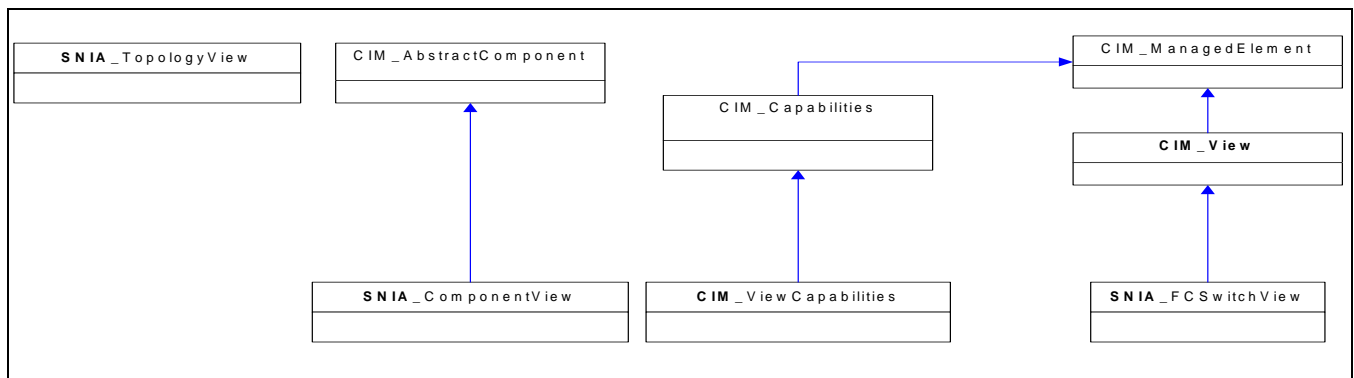 SNIA_TopologyView
CIM_AbstractComponent
CIM_ManagedElement
CIM_Capabilities
CIM_View
SNIA_ComponentView
CIM_ViewCapabilities
SNIA_FCSwitchView